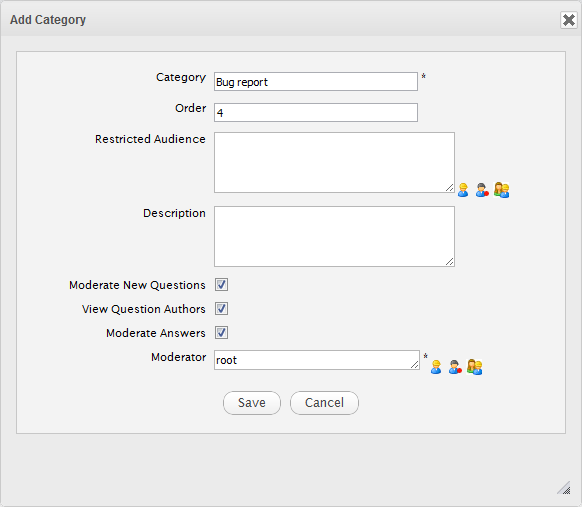 Add Category
Category Bug report *
Order 4
Restricted Audience
Description
Moderate New Questions
View Question Authors
Moderate Answers
Moderator root *
Save Cancel